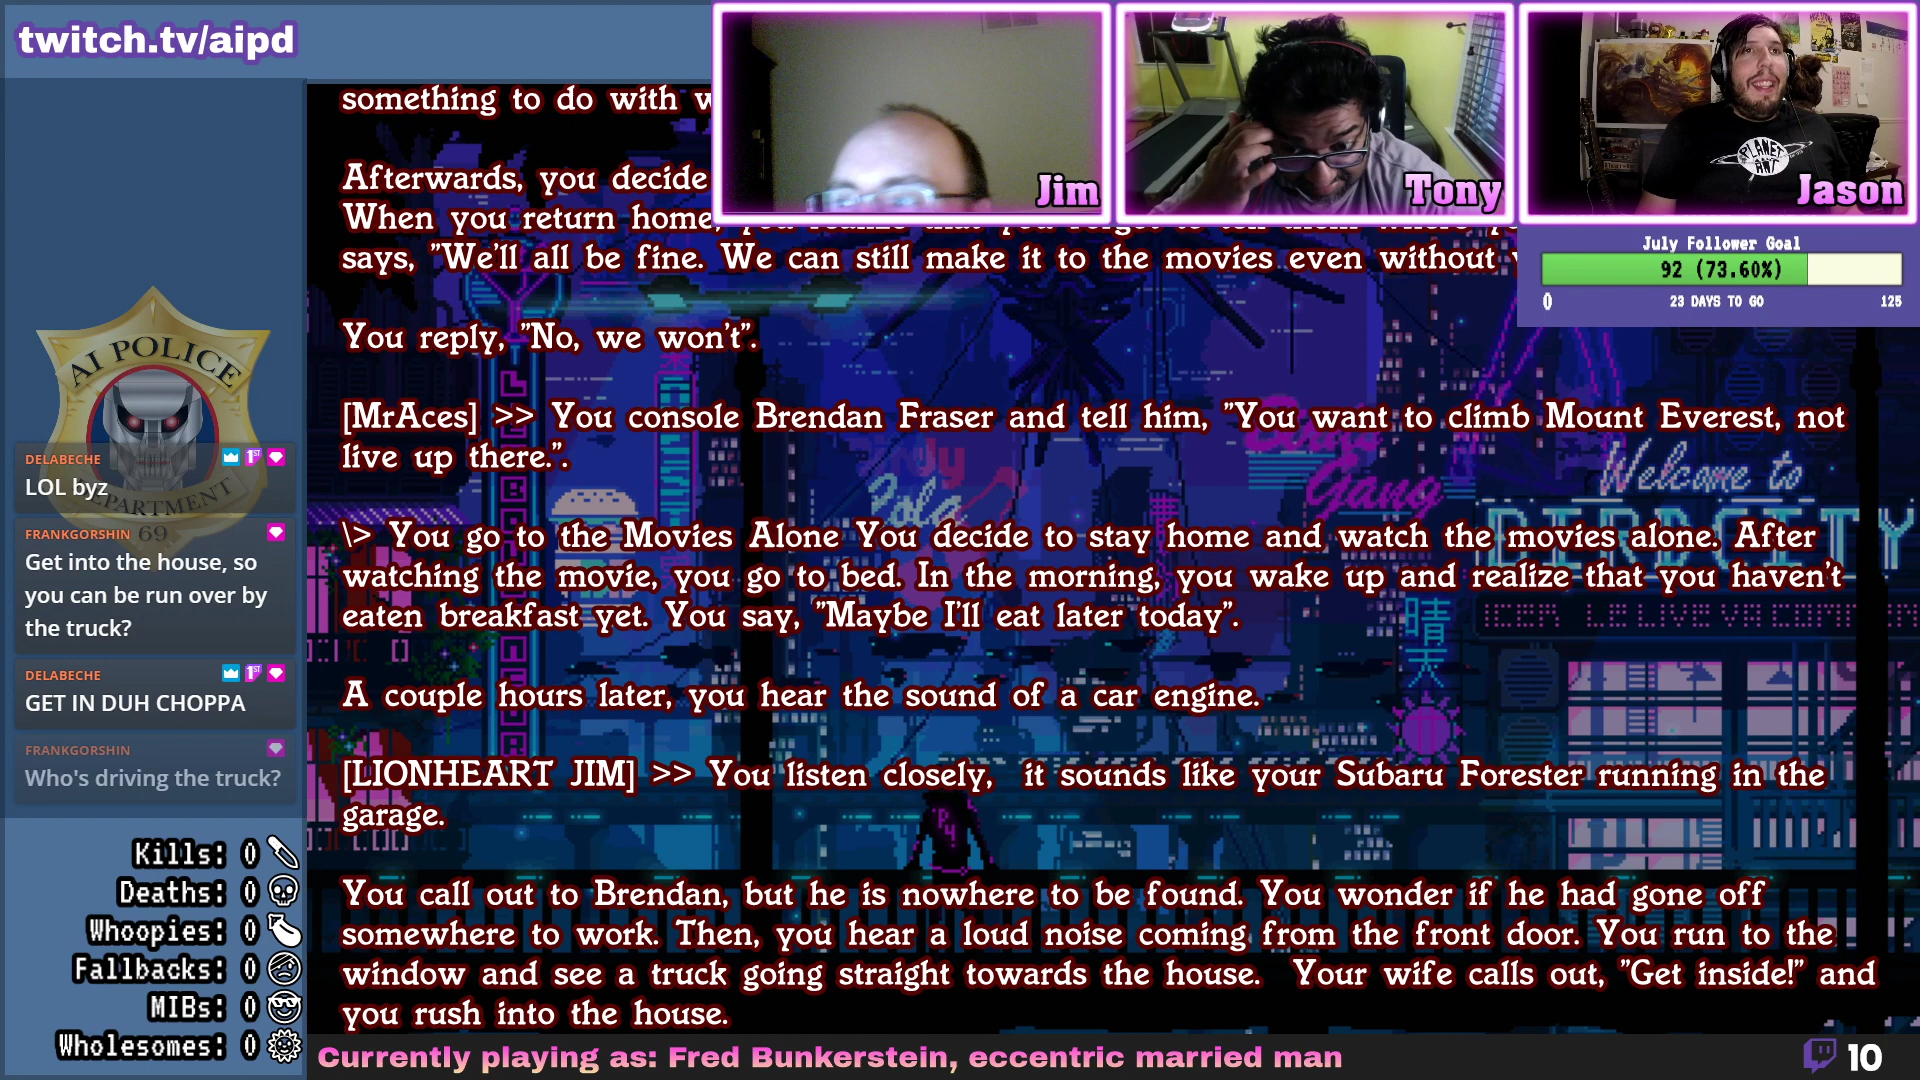 twitch.tv/aipd
something to do with
Afterwards, you decide
When you return home,
says, "We'll all be fine. We can still make it to the movies even without
You reply, "No, we won't".
[MrAces] >> You console Brendan Fraser and tell him, "You want to climb Mount Everest, not
live up there.".
\> You go to the Movies Alone You decide to stay home and watch the movies alone. After
watching the movie, you go to bed. In the morning, you wake up and realize that you haven't
eaten breakfast yet. You say, "Maybe I'll eat later today".
A couple hours later, you hear the sound of a car engine.
[LIONHEART JIM] >> You listen closely, it sounds like your Subaru Forester running in the
garage.
You call out to Brendan, but he is nowhere to be found. You wonder if he had gone off
somewhere to work. Then, you hear a loud noise coming from the front door. You run to the
window and see a truck going straight towards the house. Your wife calls out, "Get inside!" and
you rush into the house.
Jim
Tony
PLANET
ANT
Jason
July Follower Goal
92 (73.60%)
0
23 DAYS TO GO
125
Welcome to
晴
天
AI POLICE
DEPARTMENT
69
DELABECHE
1ST
LOL byz
FRANKGORSHIN
Get into the house, so
you can be run over by
the truck?
DELABECHE
1ST
GET IN DUH CHOPPA
FRANKGORSHIN
Who's driving the truck?
Kills: 0
Deaths: 0
Whoopies: 0
Fallbacks: 0
MIBs: 0
Wholesomes: 0
Currently playing as: Fred Bunkerstein, eccentric married man
10